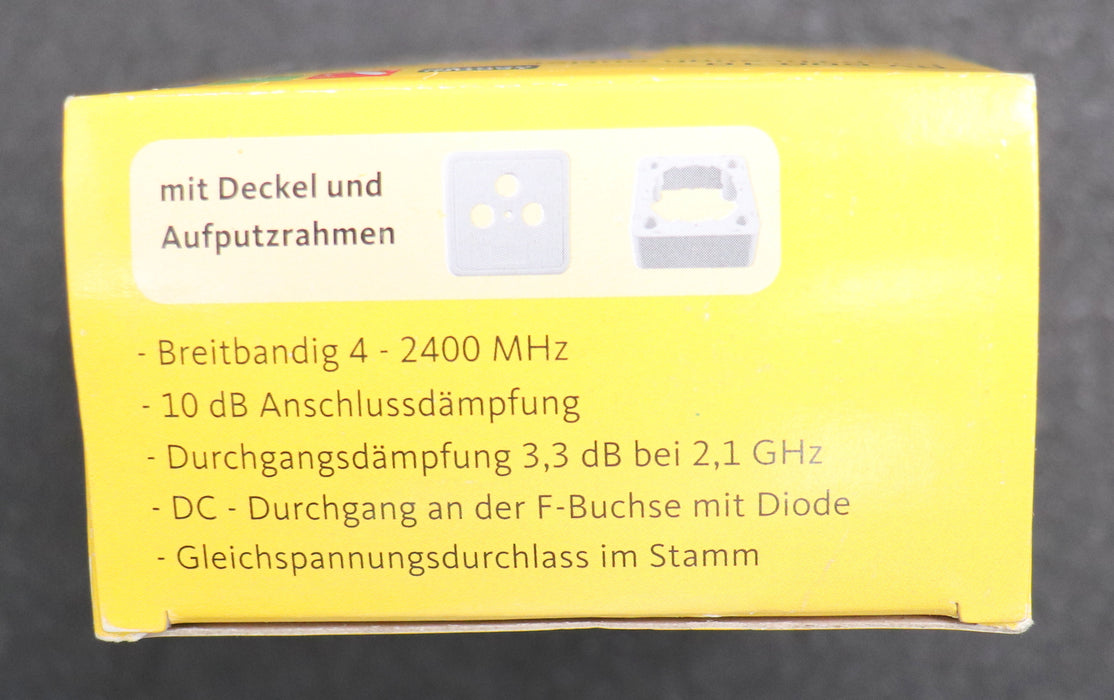 mit Deckel und
Aufputzrahmen
- Breitbandig 4 - 2400 MHz
- 10 dB Anschlussdämpfung
- Durchgangsdämpfung 3,3 dB bei 2,1 GHz
- DC - Durchgang an der F-Buchse mit Diode
- Gleichspannungsdurchlass im Stamm